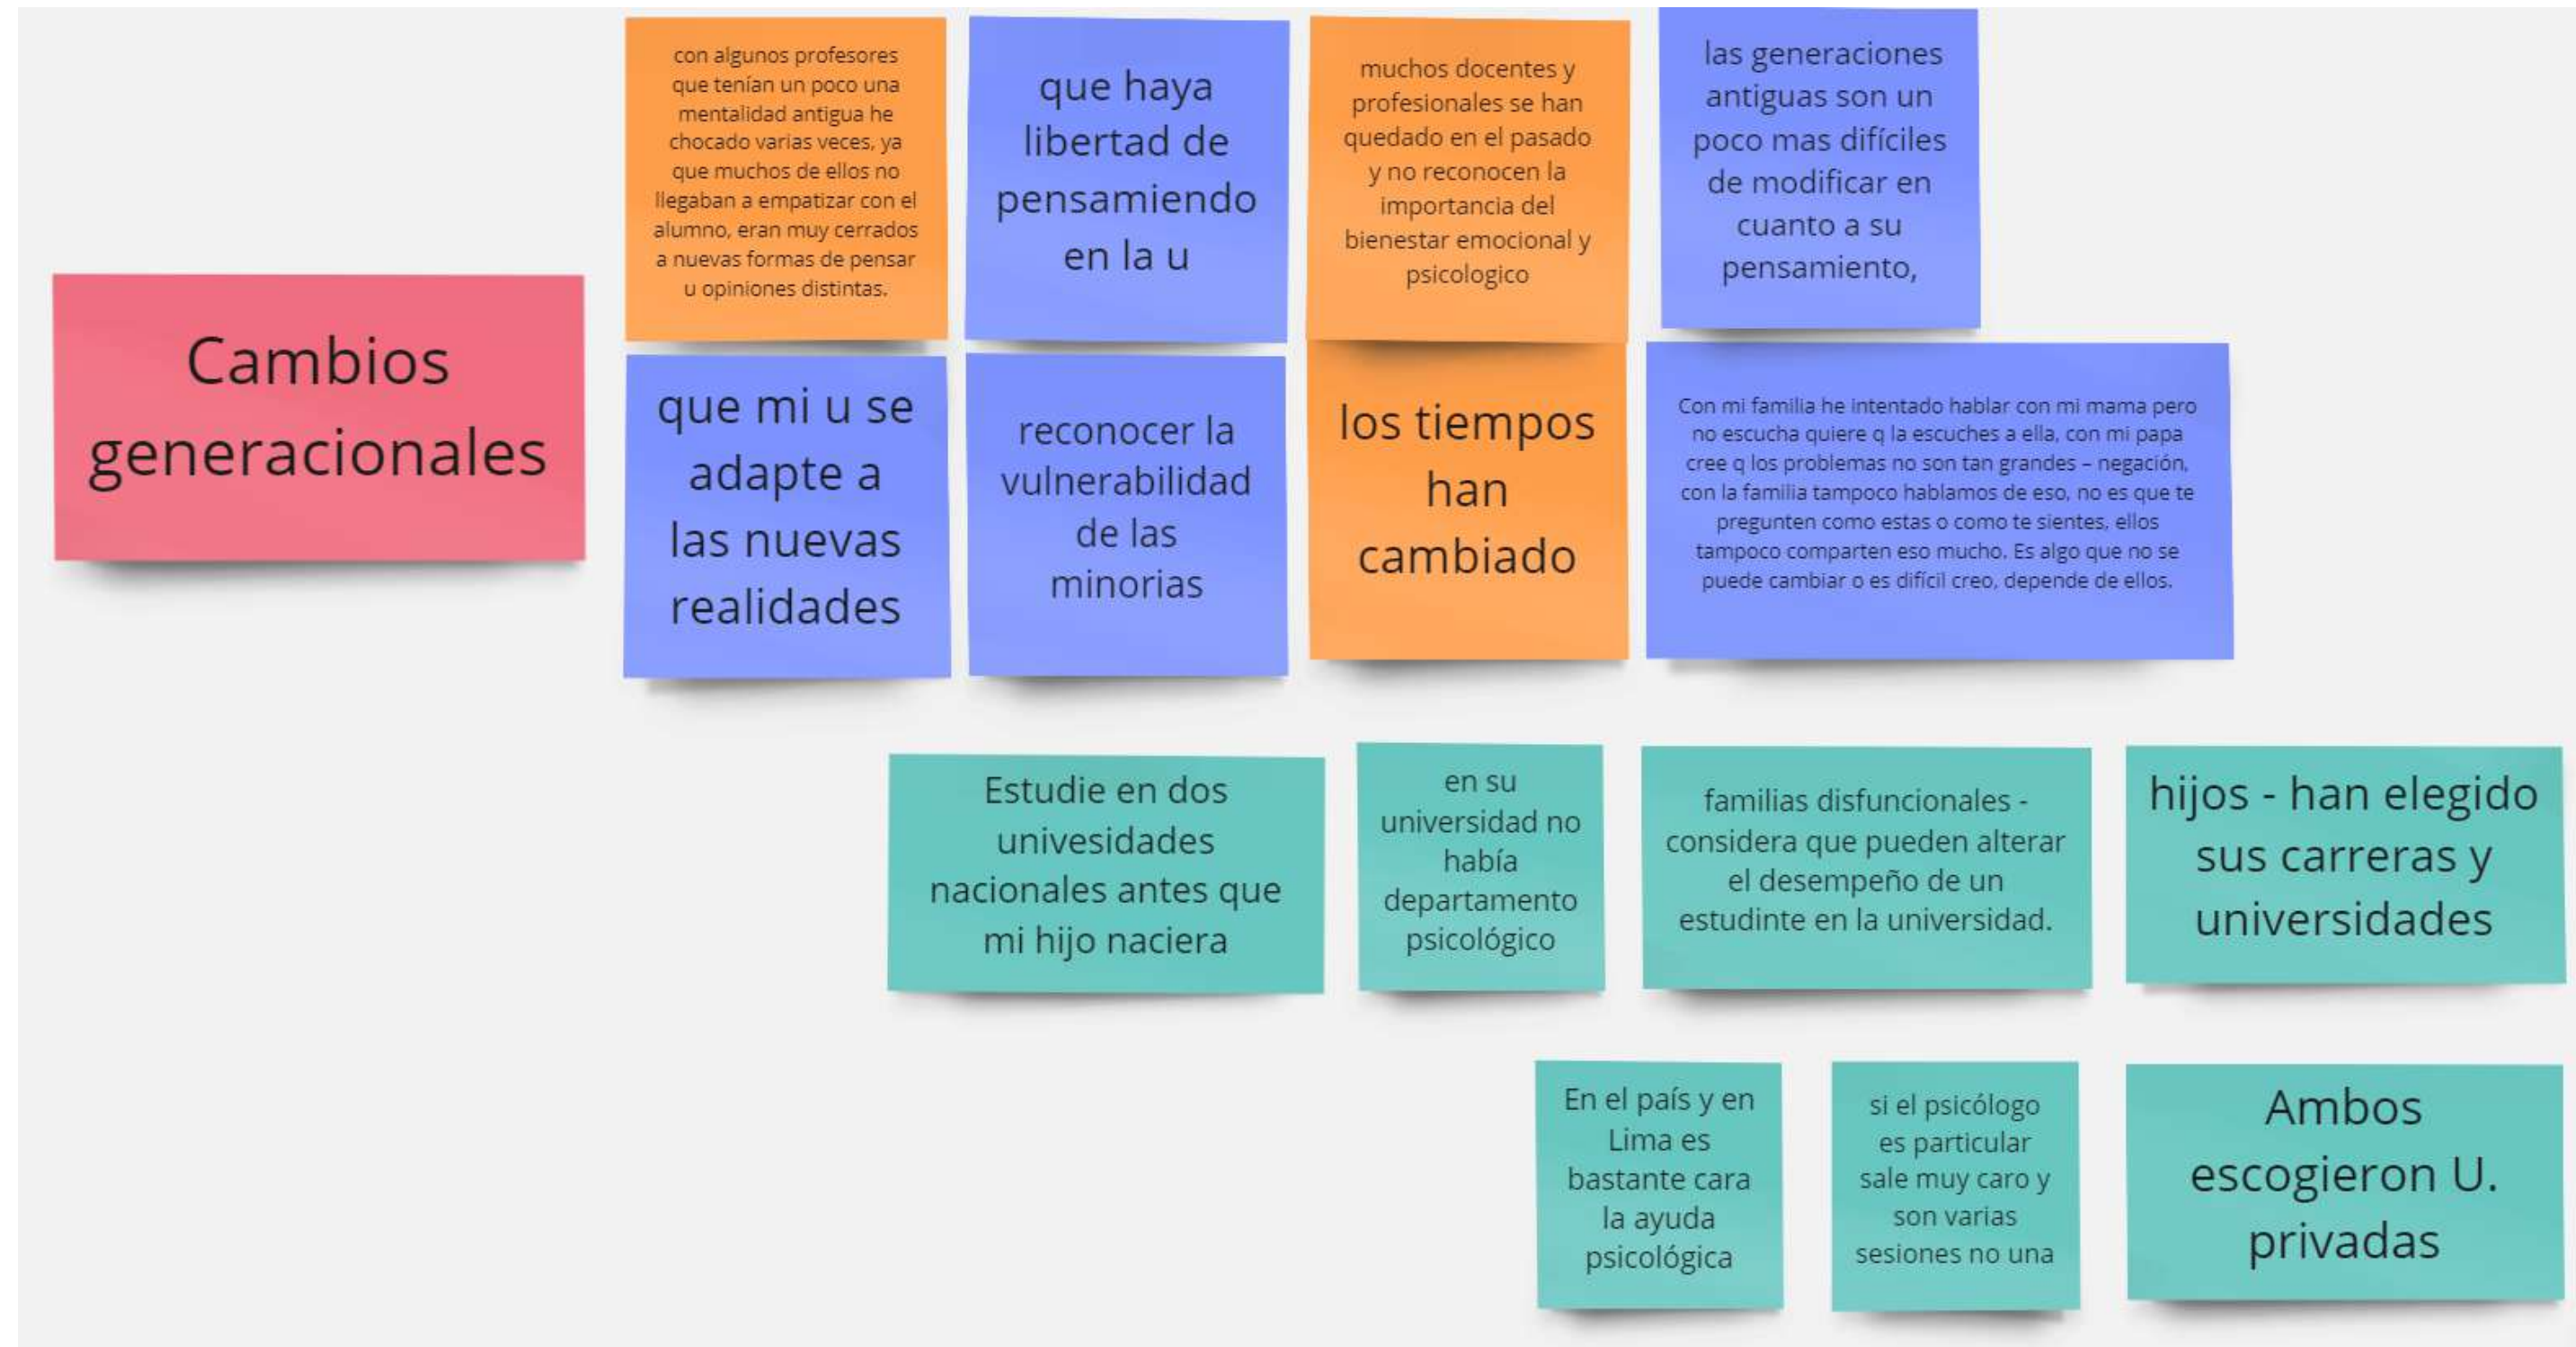 Cambios
generacionales
con algunos profesores
que tenían un poco una
mentalidad antigua he
chocado varias veces, ya
que muchos de ellos no
llegaban a empatizar con el
alumno, eran muy cerrados
a nuevas formas de pensar
u opiniones distintas.
que haya
libertad de
pensamiendo
en la u
muchos docentes y
profesionales se han
quedado en el pasado
y no reconocen la
importancia del
bienestar emocional y
psicologico
las generaciones
antiguas son un
poco mas difíciles
de modificar en
cuanto a su
pensamiento,
que mi u se
adapte a
las nuevas
realidades
reconocer la
vulnerabilidad
de las
minorias
los tiempos
han
cambiado
Con mi familia he intentado hablar con mi mama pero
no escucha quiere q la escuches a ella, con mi papa
cree q los problemas no son tan grandes – negación,
con la familia tampoco hablamos de eso, no es que te
pregunten como estas o como te sientes, ellos
tampoco comparten eso mucho. Es algo que no se
puede cambiar o es difícil creo, depende de ellos.
Estudie en dos
univesidades
nacionales antes que
mi hijo naciera
en su
universidad no
había
departamento
psicológico
familias disfuncionales -
considera que pueden alterar
el desempeño de un
estudinte en la universidad.
hijos - han elegido
sus carreras y
universidades
En el país y en
Lima es
bastante cara
la ayuda
psicológica
si el psicólogo
es particular
sale muy caro y
son varias
sesiones no una
Ambos
escogieron U.
privadas